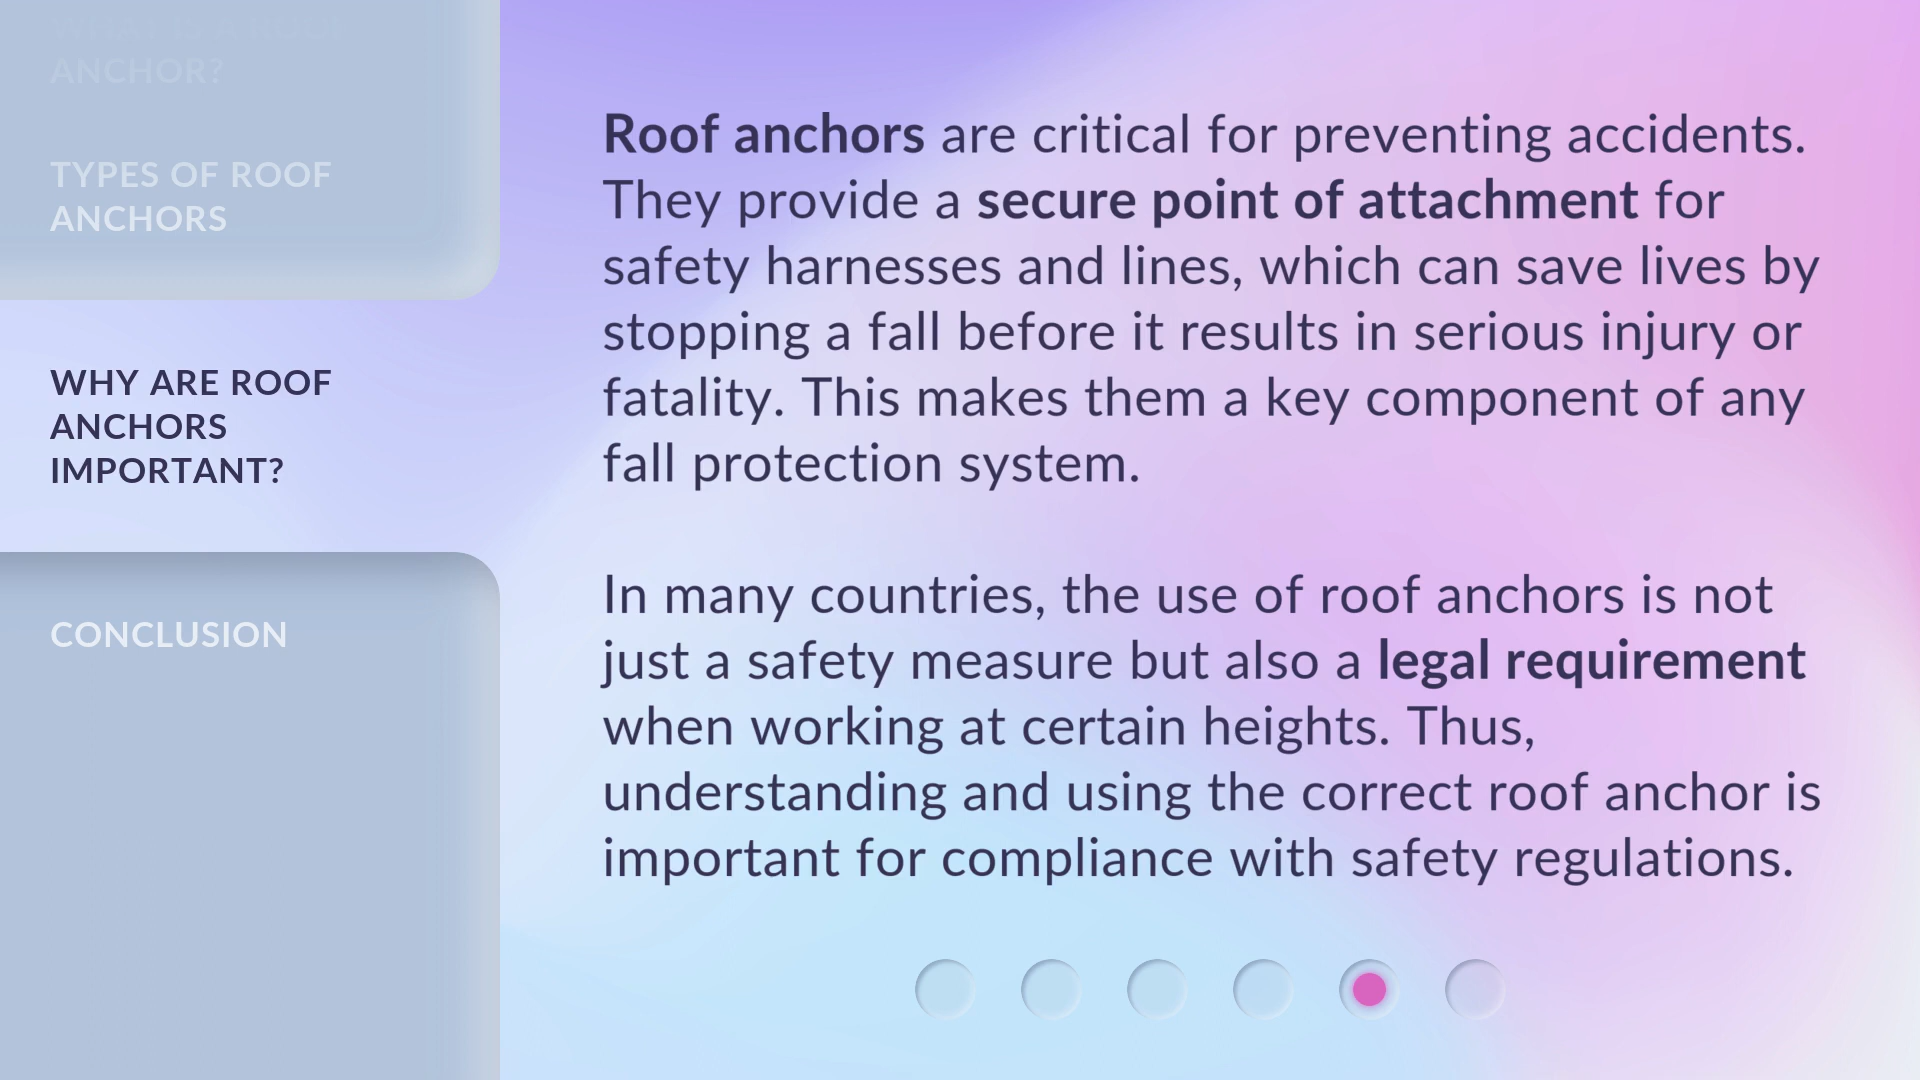 WHAT IS A ROOF
ANCHOR?
TYPES OF ROOF
ANCHORS
WHY ARE ROOF
ANCHORS
IMPORTANT?
CONCLUSION
Roof anchors are critical for preventing accidents.
They provide a secure point of attachment for
safety harnesses and lines, which can save lives by
stopping a fall before it results in serious injury or
fatality. This makes them a key component of any
fall protection system.
In many countries, the use of roof anchors is not
just a safety measure but also a legal requirement
when working at certain heights. Thus,
understanding and using the correct roof anchor is
important for compliance with safety regulations.